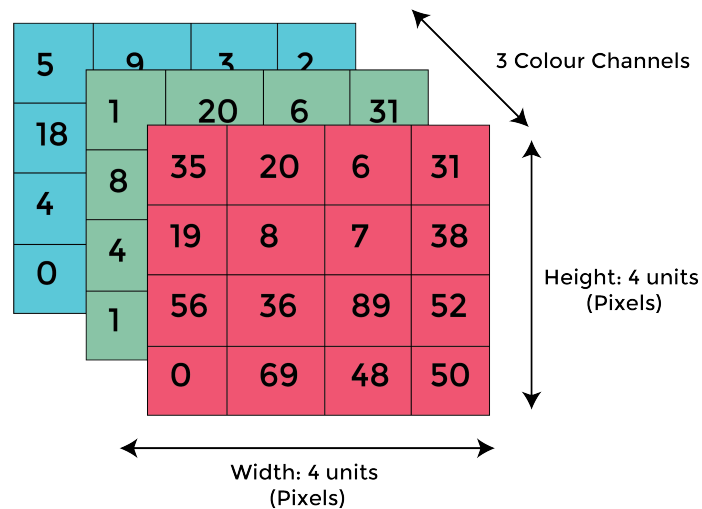 5 9 3 2
18
4
0
1 20 6 31
8
4
1
35 20 6 31
19 8 7 38
56 36 89 52
0 69 48 50
3 Colour Channels
Height: 4 units
(Pixels)
Width: 4 units
(Pixels)